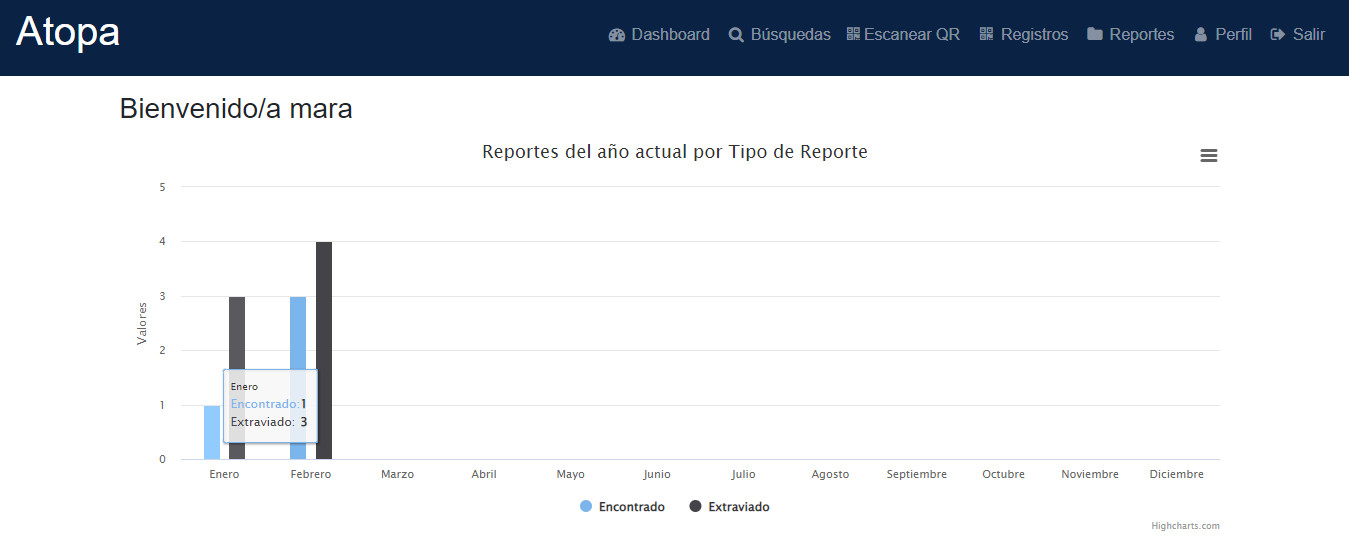 Atopa
Dashboard Búsquedas Escanear QR Registros Reportes Perfil Salir
Bienvenido/a mara
Reportes del año actual por Tipo de Reporte
5
4
3
2
1
0
Valores
Enero
Encontrado:1
Extraviado: 3
Enero Febrero Marzo Abril Mayo Junio Julio Agosto Septiembre Octubre Noviembre Diciembre
Encontrado Extraviado
Highcharts.com